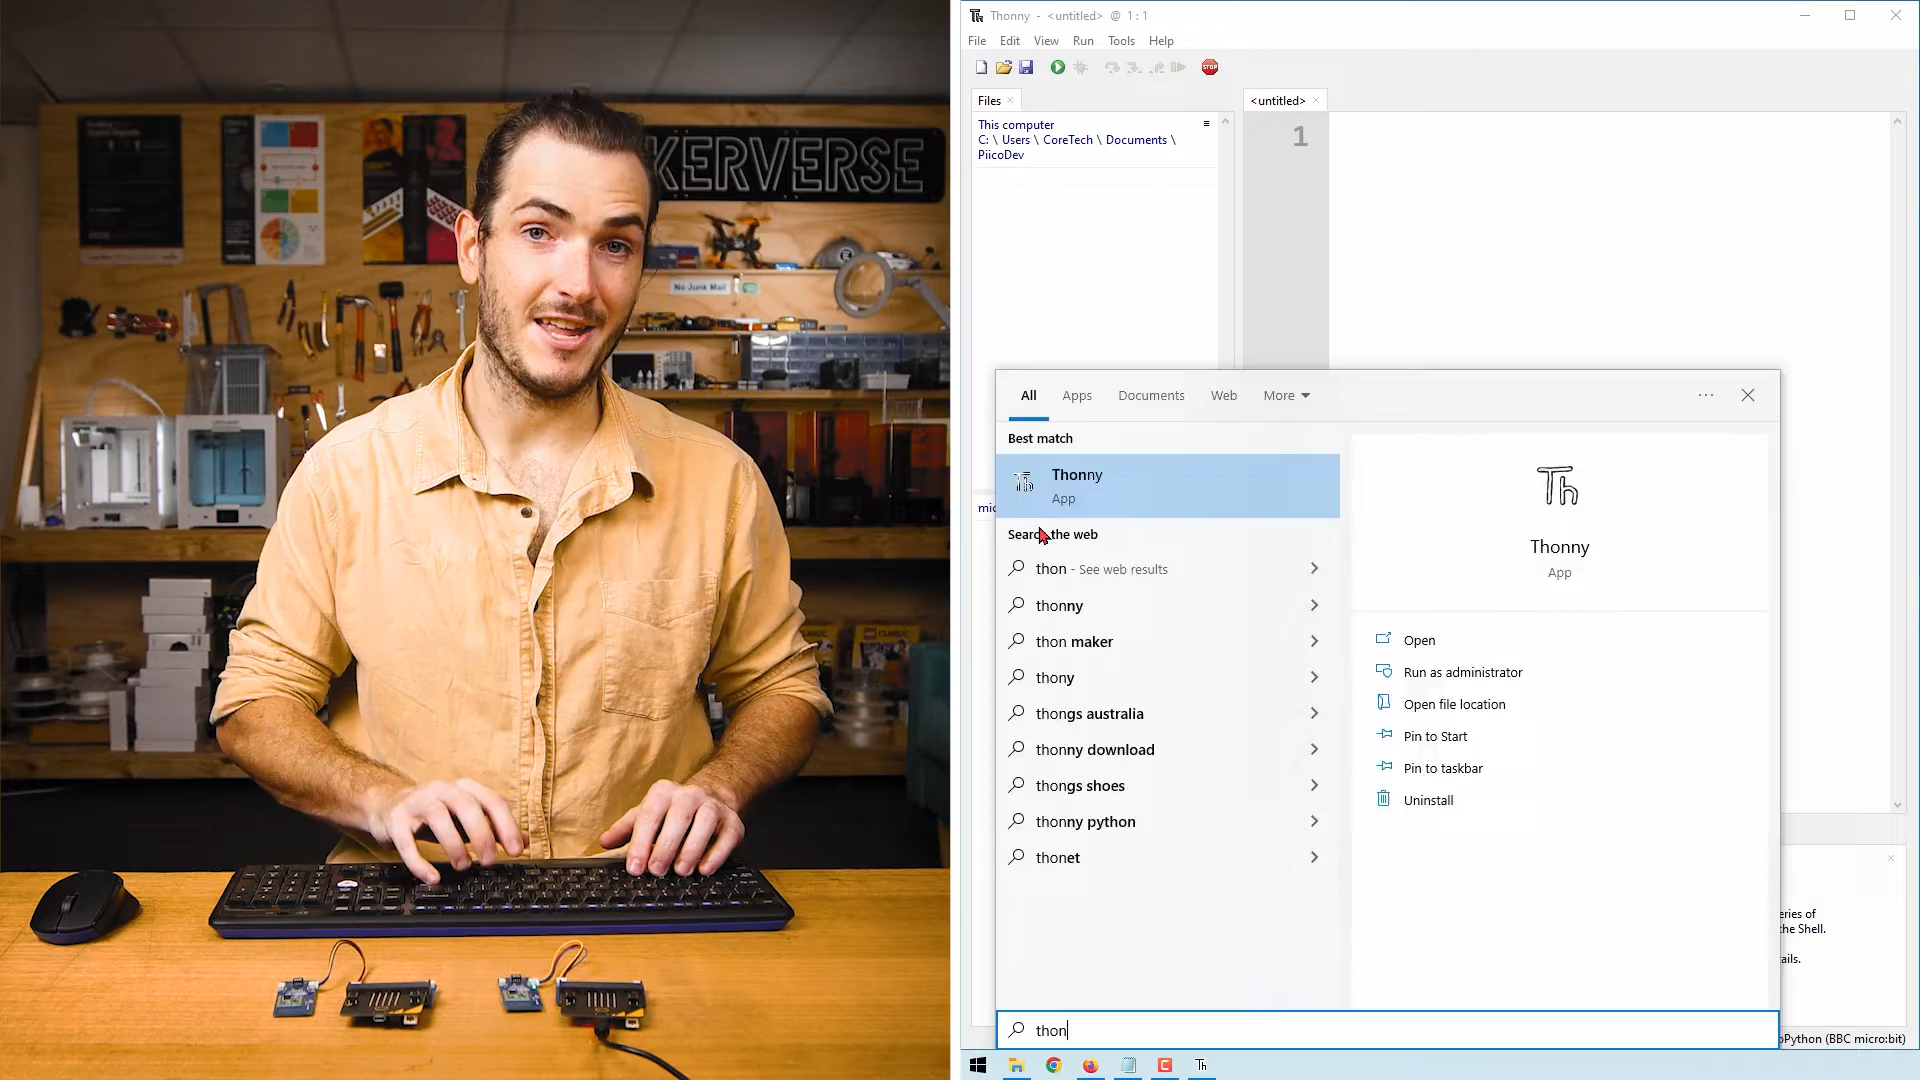 KERVERSE
No Junk Mail
Thonny - <untitled> @ 1 : 1
File Edit View Run Tools Help
STOP
Files
<untitled>
This computer
C: \ Users \ CoreTech \ Documents \
PiicoDev
1
All Apps Documents Web More
Best match
Thonny
App
Search the web
thon - See web results
thonny
thon maker
thony
thongs australia
thonny download
thongs shoes
thonny python
thonet
Th
Thonny
App
Open
Run as administrator
Open file location
Pin to Start
Pin to taskbar
Uninstall
mic
eries of
the Shell.
ails.
thon
oPython (BBC micro:bit)
Th